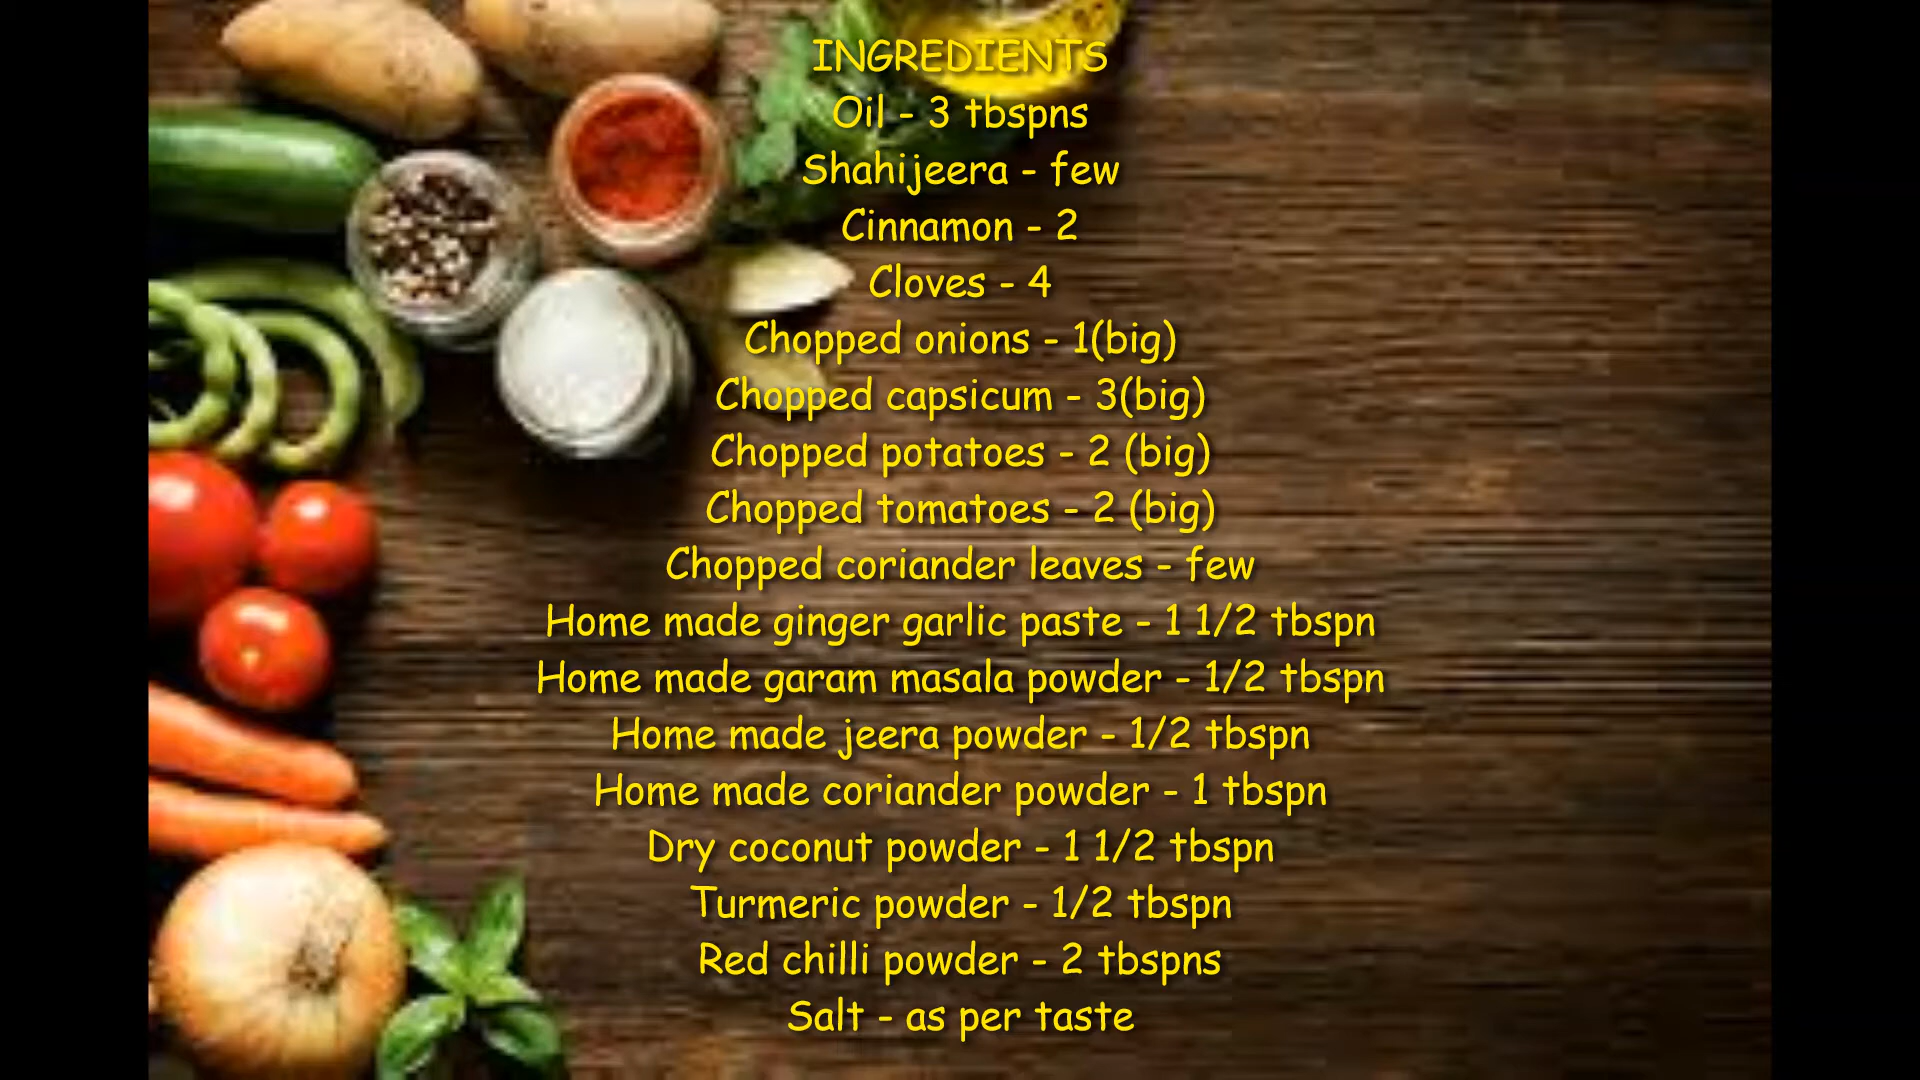 INGREDIENTS
Oil - 3 tbspns
Shahijeera - few
Cinnamon - 2
Cloves - 4
Chopped onions - 1(big)
Chopped capsicum - 3(big)
Chopped potatoes - 2 (big)
Chopped tomatoes - 2 (big)
Chopped coriander leaves - few
Home made ginger garlic paste - 1 1/2 tbspn
Home made garam masala powder - 1/2 tbspn
Home made jeera powder - 1/2 tbspn
Home made coriander powder - 1 tbspn
Dry coconut powder - 1 1/2 tbspn
Turmeric powder - 1/2 tbspn
Red chilli powder - 2 tbspns
Salt - as per taste